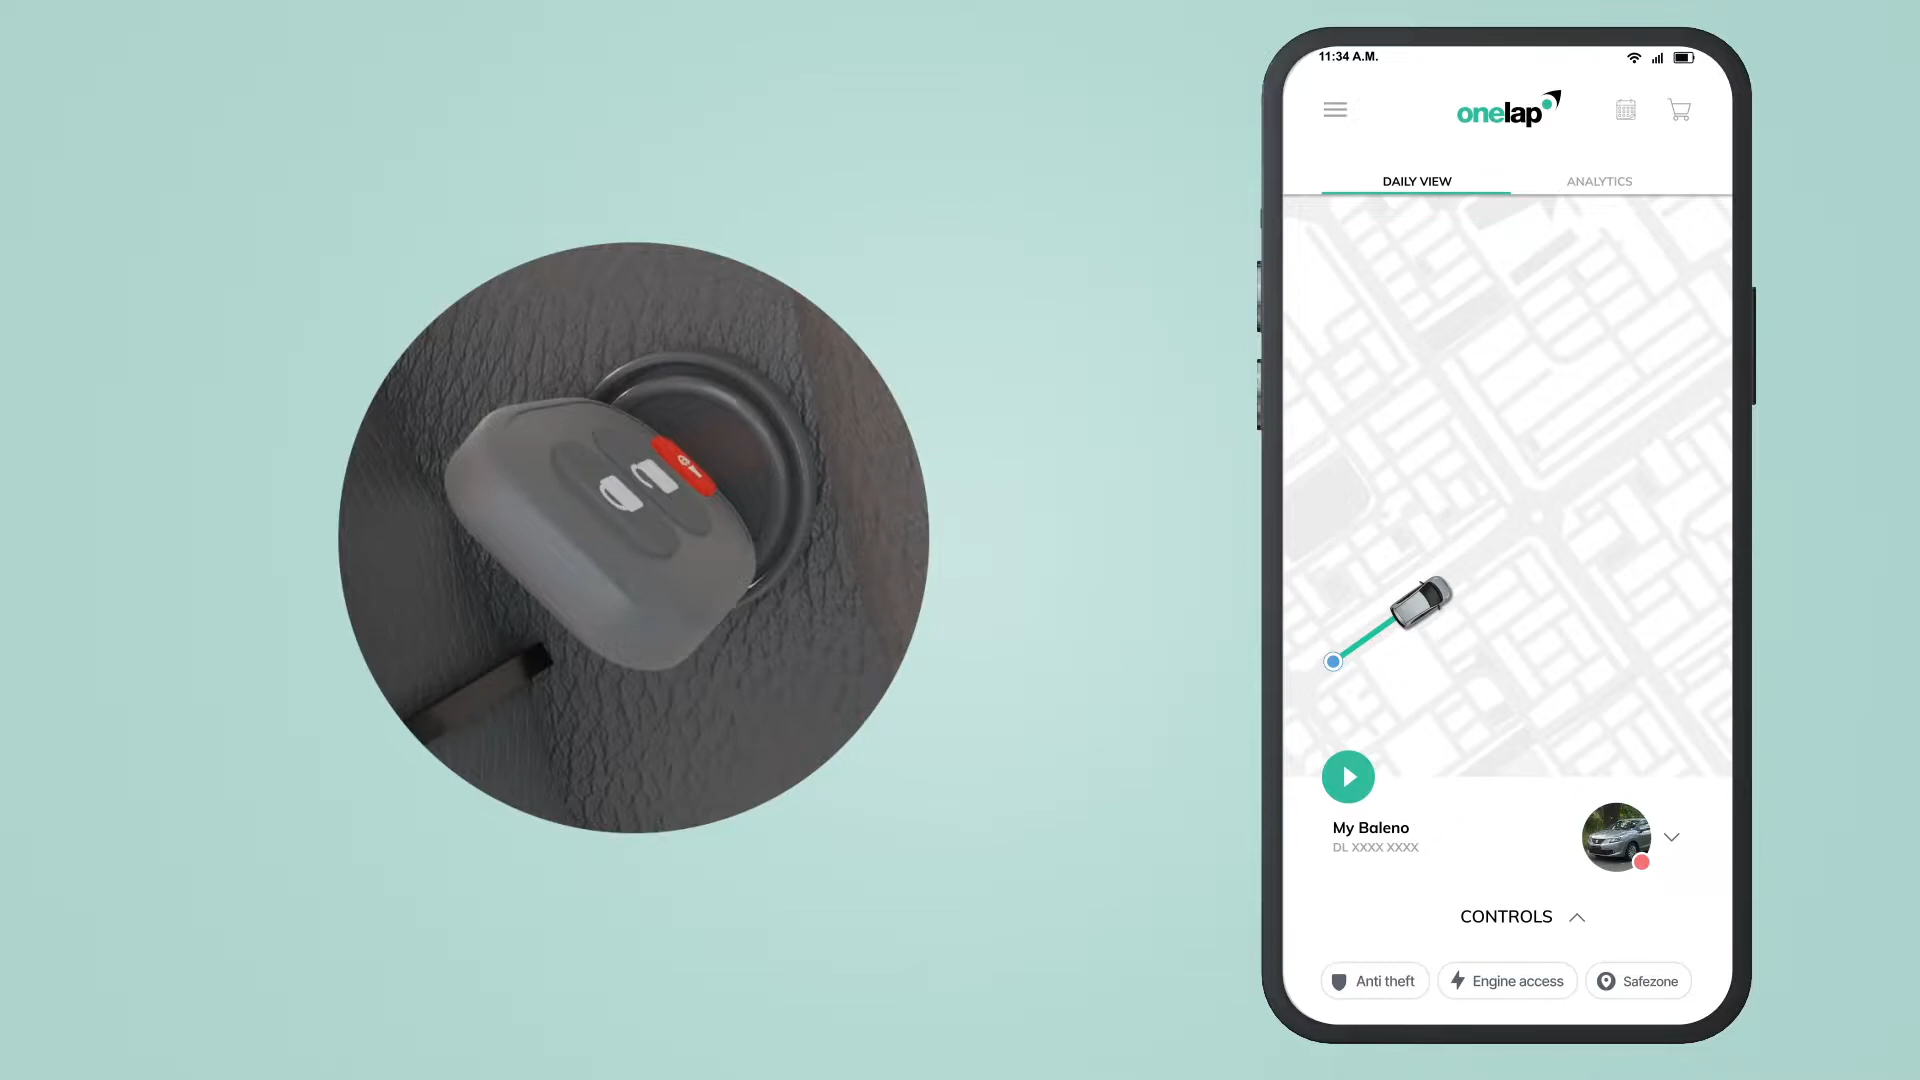 11:34 A.M.
onelap
DAILY VIEW
ANALYTICS
My Baleno
DL XXXX XXXX
CONTROLS
Anti theft
Engine access
Safezone